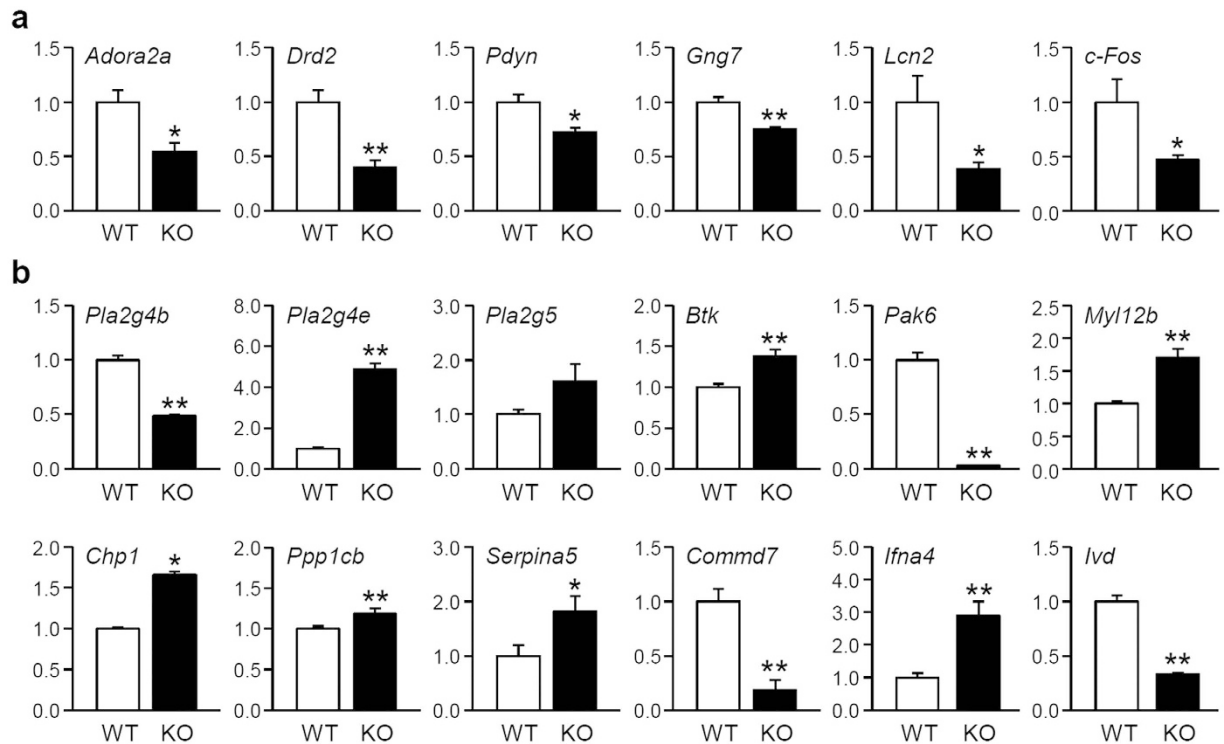 a
Adora2a Drd2 Pdyn Gng7 Lcn2 c-Fos
1.5 1.5 1.5 1.5 1.5 1.5
1.0 1.0 1.0 1.0 1.0 1.0
* ** * ** * *
0.5 0.5 0.5 0.5 0.5 0.5
0.0 0.0 0.0 0.0 0.0 0.0
WT KO WT KO WT KO WT KO WT KO WT KO
b
Pla2g4b Pla2g4e Pla2g5 Btk Pak6 Myl12b
1.5 8.0 3.0 2.0 1.5 2.5
6.0 1.5 2.0
1.0 2.0 1.0 1.5
4.0 1.0
0.5 1.0 0.5 1.0
2.0 0.5 0.5
0.0 0.0 0.0 0.0 0.0 0.0
** ** ** ** **
WT KO WT KO WT KO WT KO WT KO WT KO
Chp1 Ppp1cb Serpina5 Commd7 Ifna4 Ivd
2.0 2.0 3.0 1.5 5.0 1.5
1.5 1.5 4.0
2.0 1.0 3.0 1.0
1.0 1.0 2.0
1.0 0.5 0.5
0.5 0.5 1.0
0.0 0.0 0.0 0.0 0.0 0.0
* ** * ** ** **
WT KO WT KO WT KO WT KO WT KO WT KO